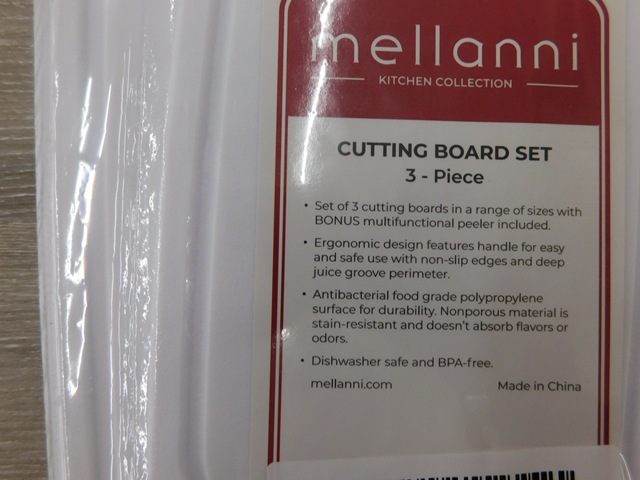 mellanni
KITCHEN COLLECTION
CUTTING BOARD SET
3 - Piece
• Set of 3 cutting boards in a range of sizes with
BONUS multifunctional peeler included.
• Ergonomic design features handle for easy
and safe use with non-slip edges and deep
juice groove perimeter.
• Antibacterial food grade polypropylene
surface for durability. Nonporous material is
stain-resistant and doesn't absorb flavors or
odors.
• Dishwasher safe and BPA-free.
mellanni.com Made in China